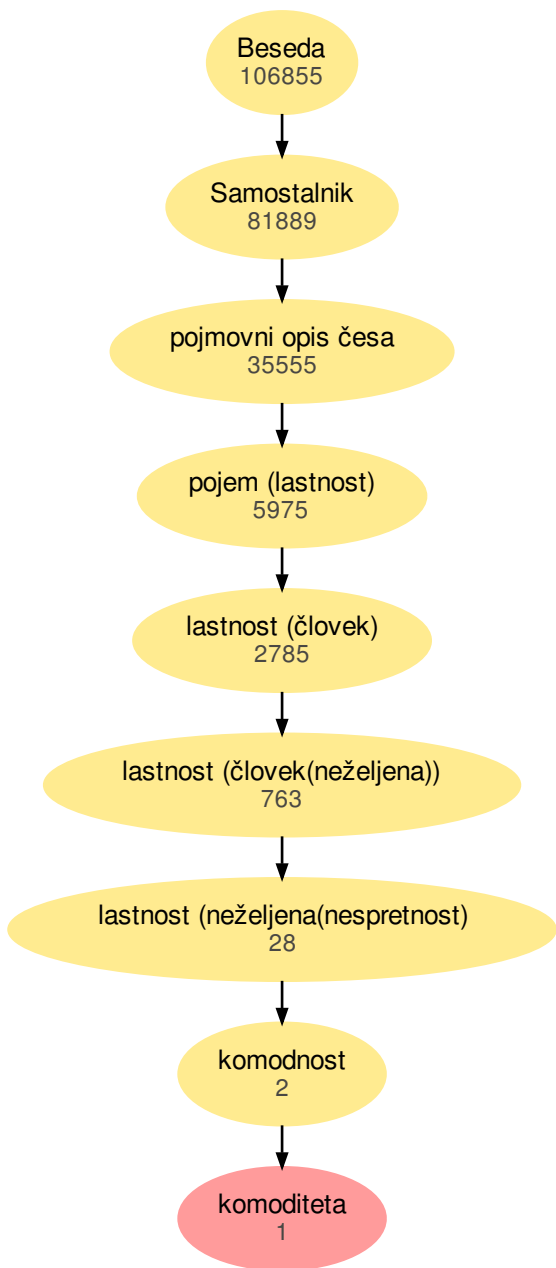 Beseda
106855
Samostalnik
81889
pojmovni opis česa
35555
pojem (lastnost)
5975
lastnost (človek)
2785
lastnost (človek(neželjena))
763
lastnost (neželjena(nespretnost)
28
komodnost
2
komoditeta
1